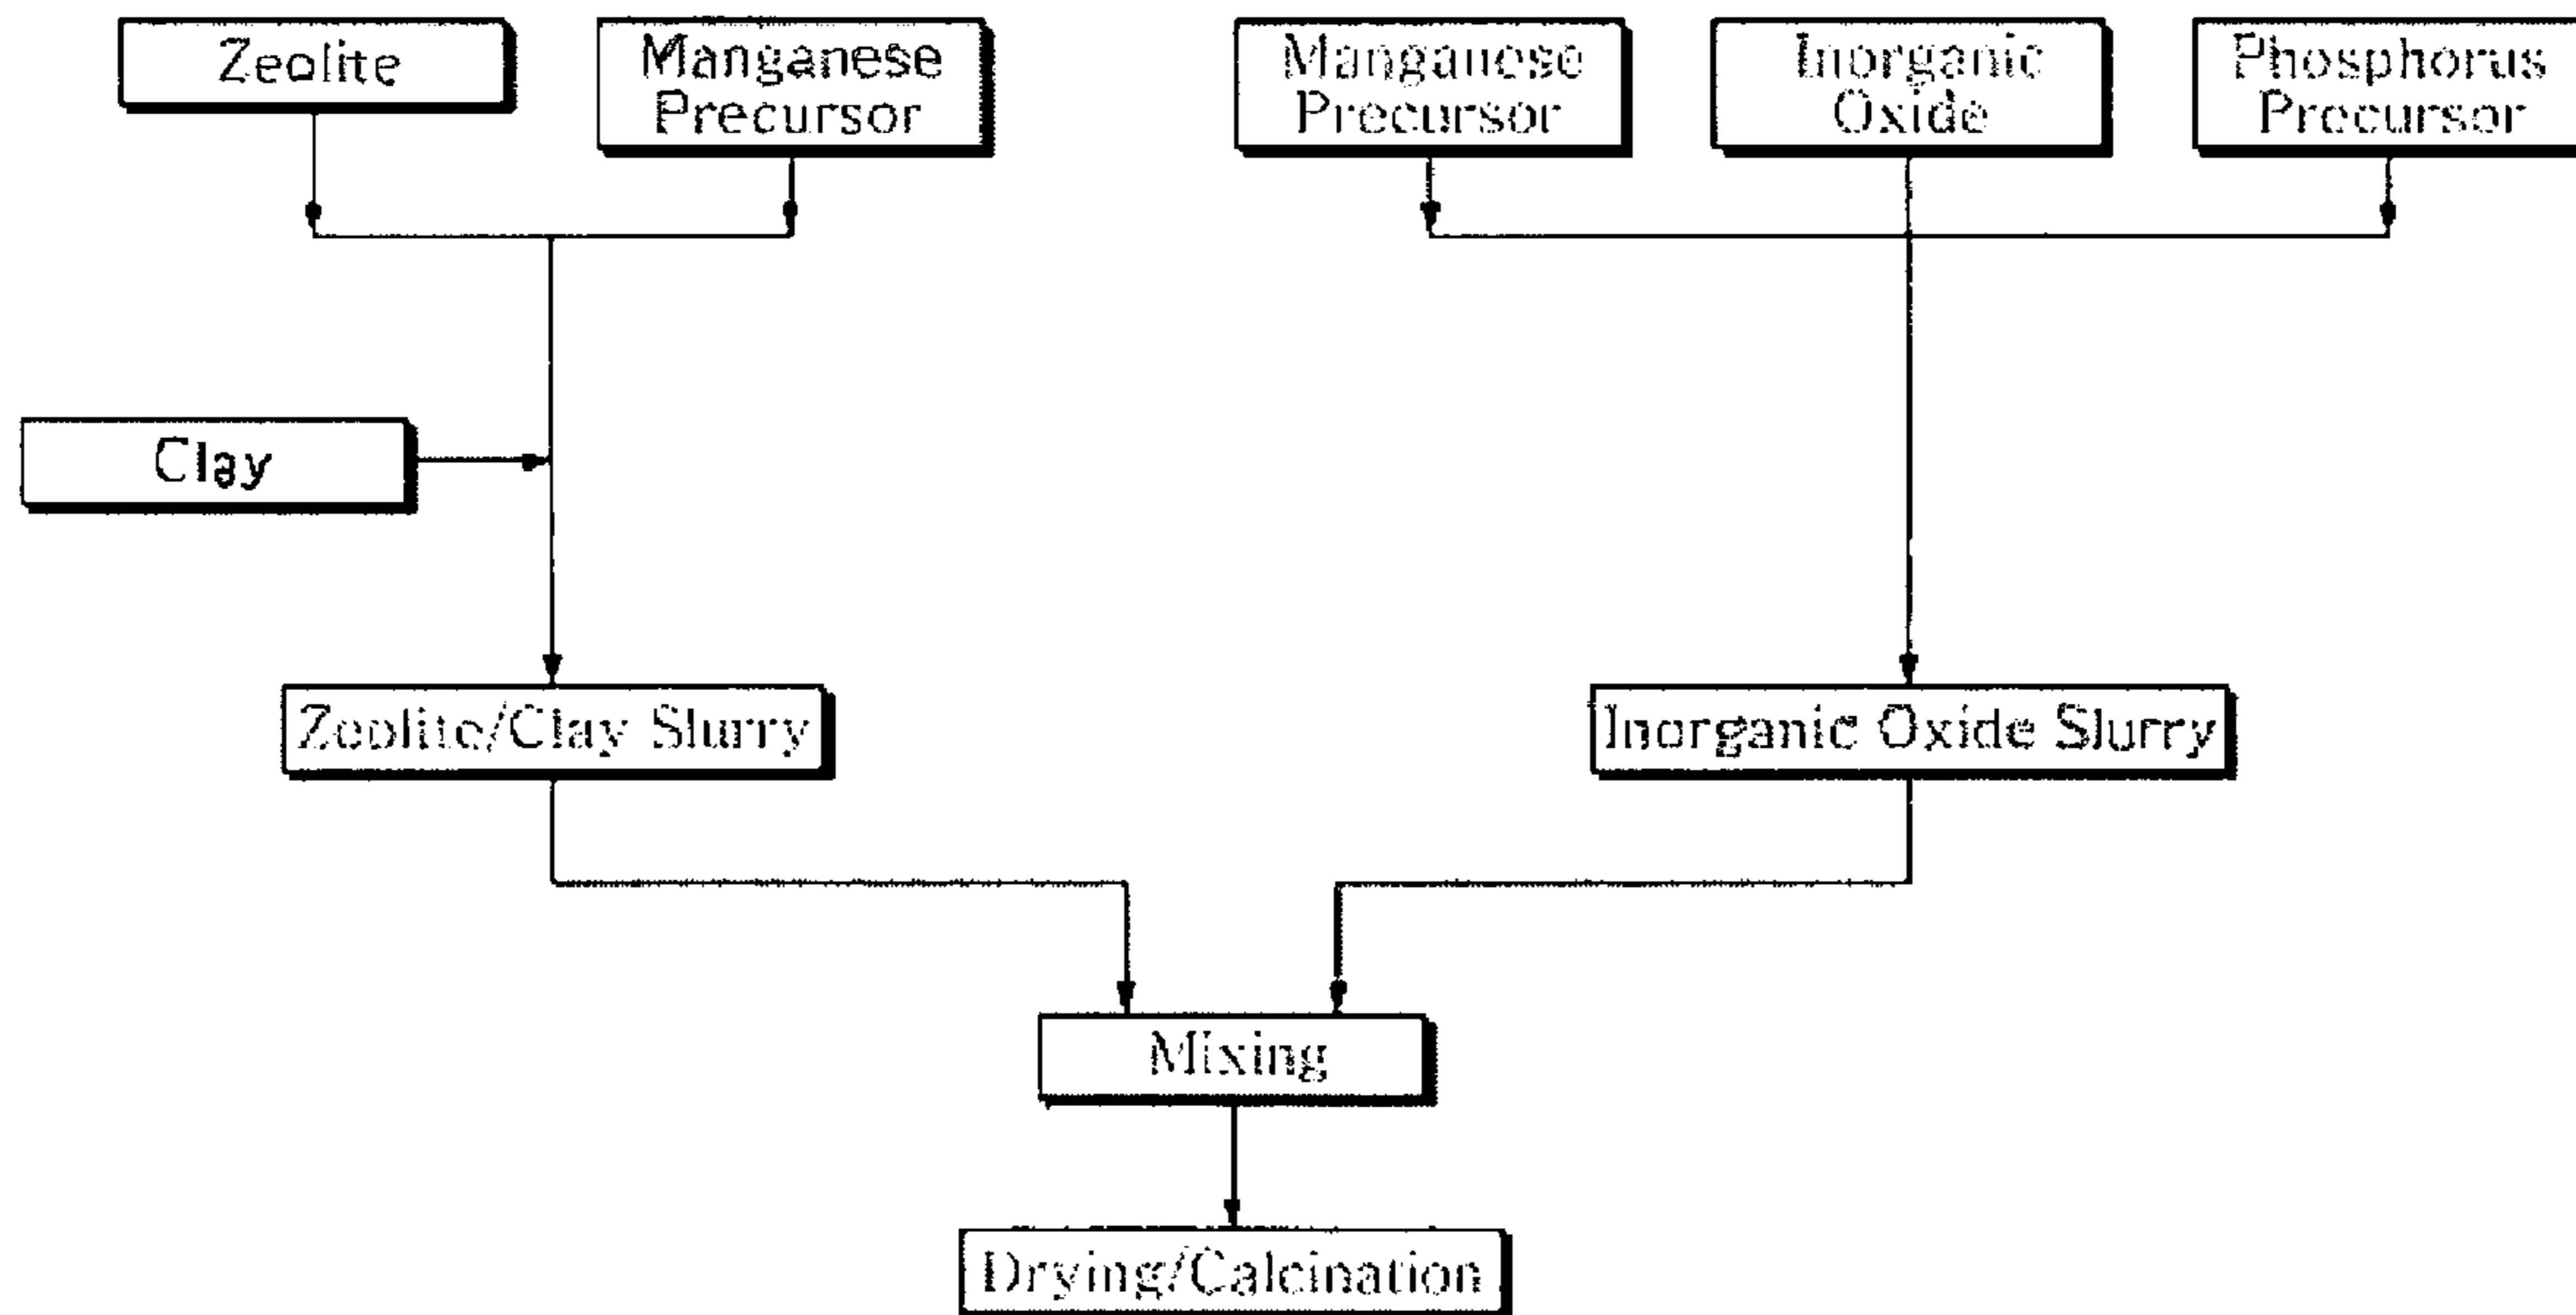 Zeolite
Manganese
Precursor
Manganese
Precursor
Inorganic
Oxide
Phosphorus
Precursor
Clay
Zeolite/Clay Slurry
Inorganic Oxide Slurry
Mixing
Drying/Calcination